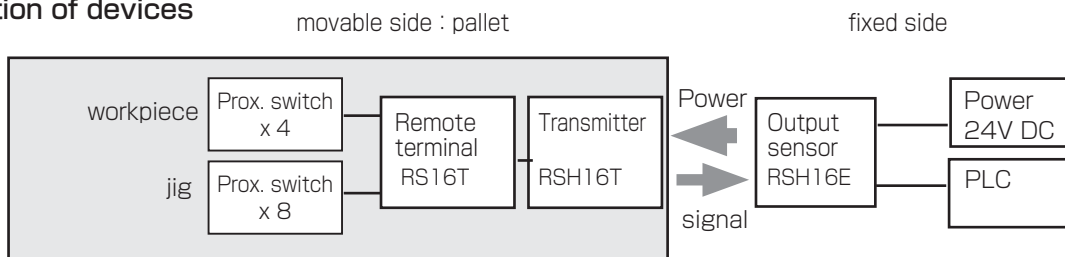 tion of devices
movable side : pallet
fixed side
workpiece
Prox. switch
x 4
jig
Prox. switch
x 8
Remote
terminal
RS16T
Transmitter
RSH16T
Power
signal
Output
sensor
RSH16E
Power
24V DC
PLC